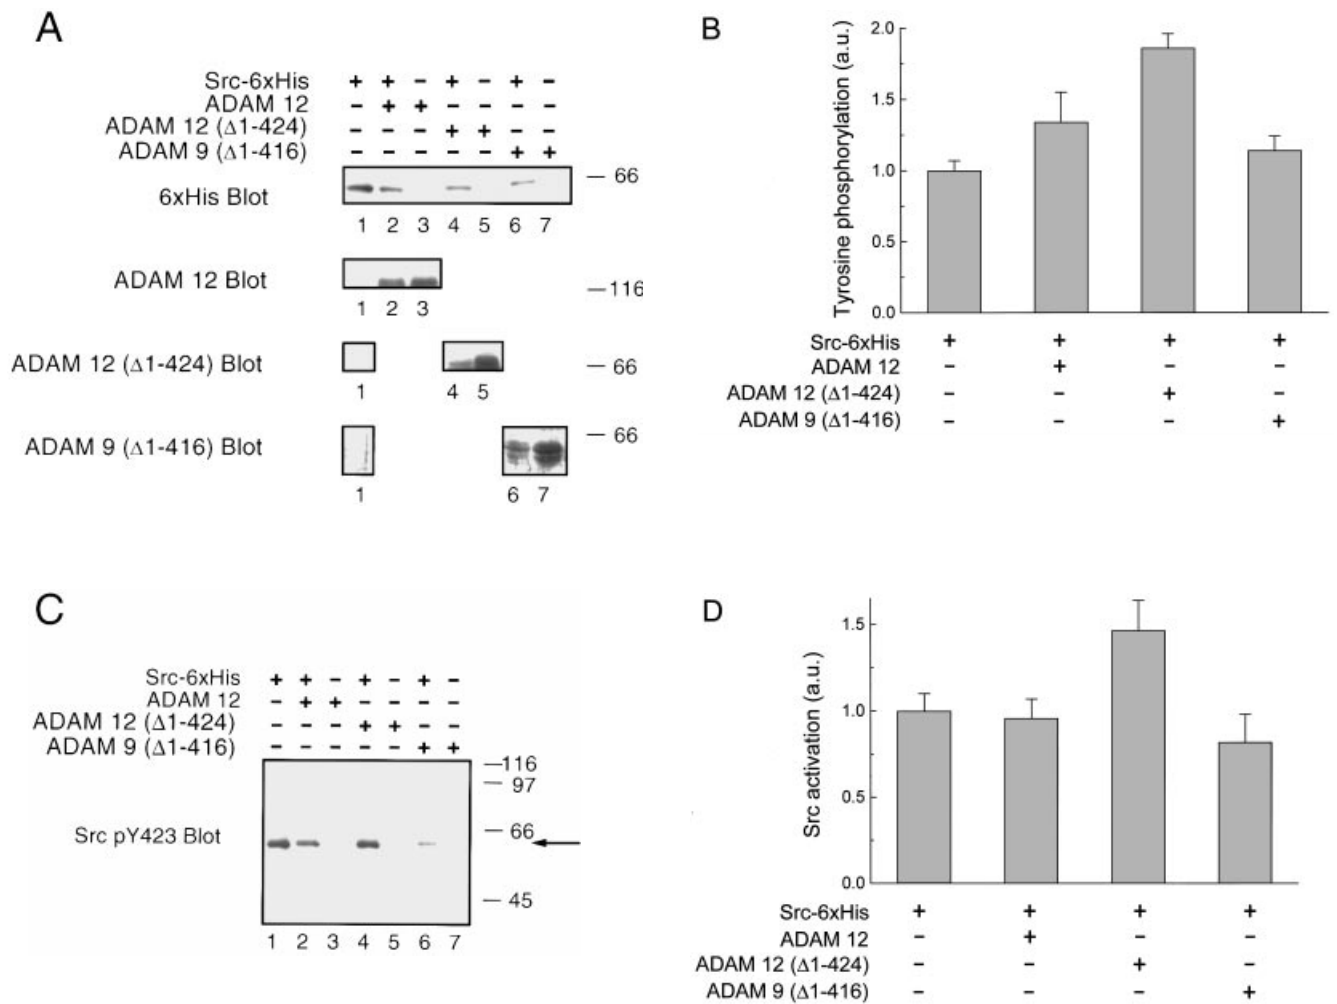 A
Src-6xHis + + – + – + –
ADAM 12 – + + – – – –
ADAM 12 (Δ1-424) – – – + + – –
ADAM 9 (Δ1-416) – – – – – + +
6xHis Blot
— 66
1 2 3 4 5 6 7
ADAM 12 Blot
—116
1 2 3
ADAM 12 (Δ1-424) Blot
— 66
1 4 5
ADAM 9 (Δ1-416) Blot
— 66
1 6 7
B
Tyrosine phosphorylation (a.u.)
2.0
1.5
1.0
0.5
0.0
Src-6xHis + + + +
ADAM 12 – + – –
ADAM 12 (Δ1-424) – – + –
ADAM 9 (Δ1-416) – – – +
C
Src-6xHis + + – + – + –
ADAM 12 – + + – – – –
ADAM 12 (Δ1-424) – – – + + – –
ADAM 9 (Δ1-416) – – – – – + +
—116
— 97
Src pY423 Blot
— 66
— 45
1 2 3 4 5 6 7
D
Src activation (a.u.)
1.5
1.0
0.5
0.0
Src-6xHis + + + +
ADAM 12 – + – –
ADAM 12 (Δ1-424) – – + –
ADAM 9 (Δ1-416) – – – +